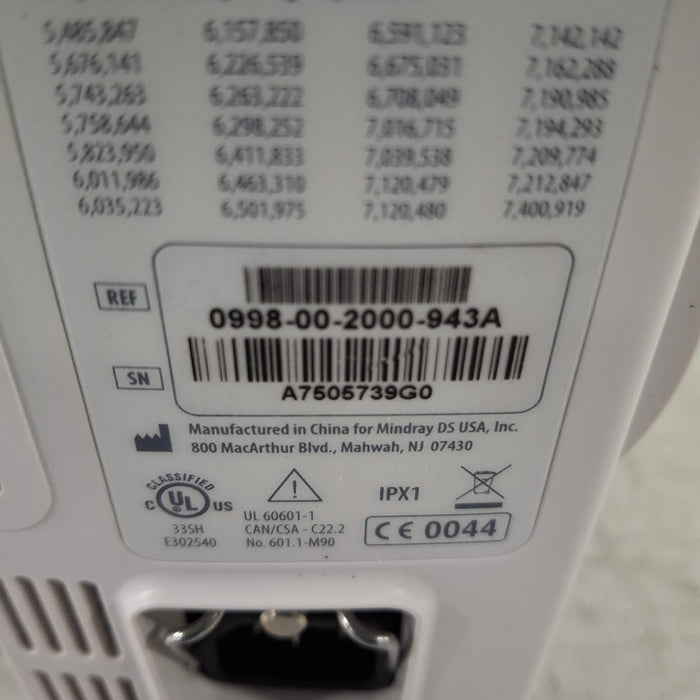 5,485,847 6,157,850 6,591,123 7,142,142
5,676,141 6,226,539 6,675,031 7,162,288
5,743,263 6,263,222 6,708,049 7,190,985
5,758,644 6,298,252 7,016,715 7,194,293
5,823,950 6,411,833 7,039,538 7,209,774
6,011,986 6,463,310 7,120,479 7,212,847
6,035,223 6,501,975 7,120,480 7,400,919
REF 0998-00-2000-943A
SN A7505739G0
Manufactured in China for Mindray DS USA, Inc.
800 MacArthur Blvd., Mahwah, NJ 07430
CLASSIFIED
C UL US
33SH
E302540
UL 60601-1
CAN/CSA - C22.2
No. 601.1-M90
IPX1
CE 0044